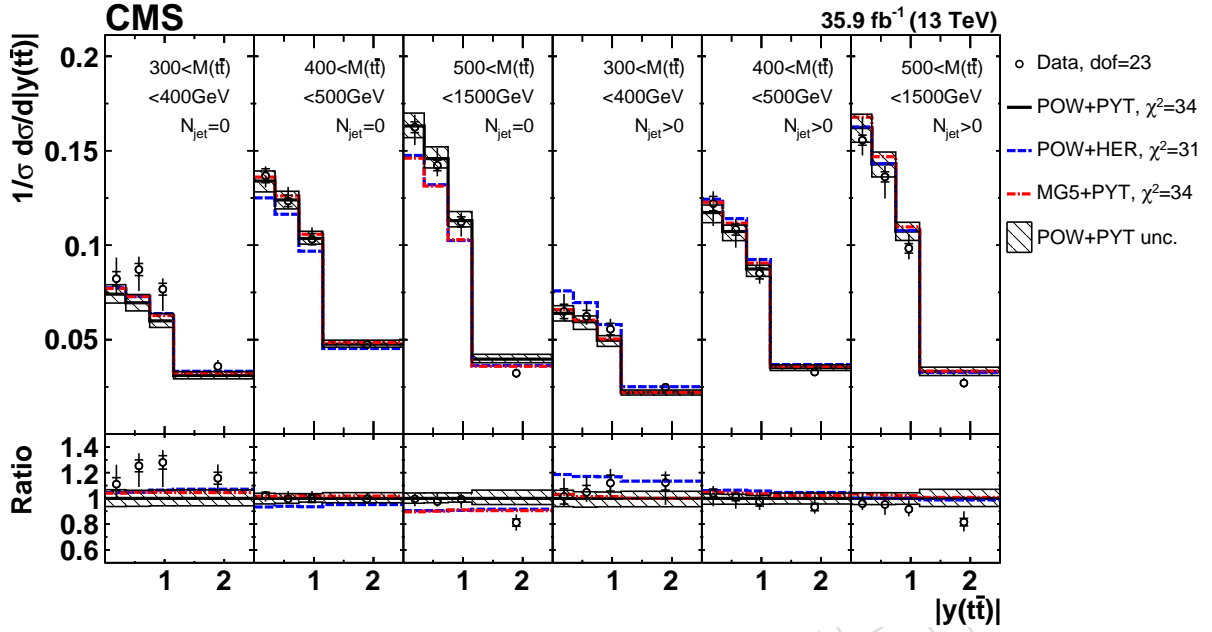 CMS
35.9 fb⁻¹ (13 TeV)
1/σ dσ/d|y(tt̄)|
0.2
0.15
0.1
0.05
300<M(tt̄)
<400GeV
N_jet=0
400<M(tt̄)
<500GeV
N_jet=0
500<M(tt̄)
<1500GeV
N_jet=0
300<M(tt̄)
<400GeV
N_jet>0
400<M(tt̄)
<500GeV
N_jet>0
500<M(tt̄)
<1500GeV
N_jet>0
Data, dof=23
POW+PYT, χ²=34
POW+HER, χ²=31
MG5+PYT, χ²=34
POW+PYT unc.
Ratio
1.4
1.2
1
0.8
0.6
1 2 1 2 1 2 1 2 1 2 1 2
|y(tt̄)|